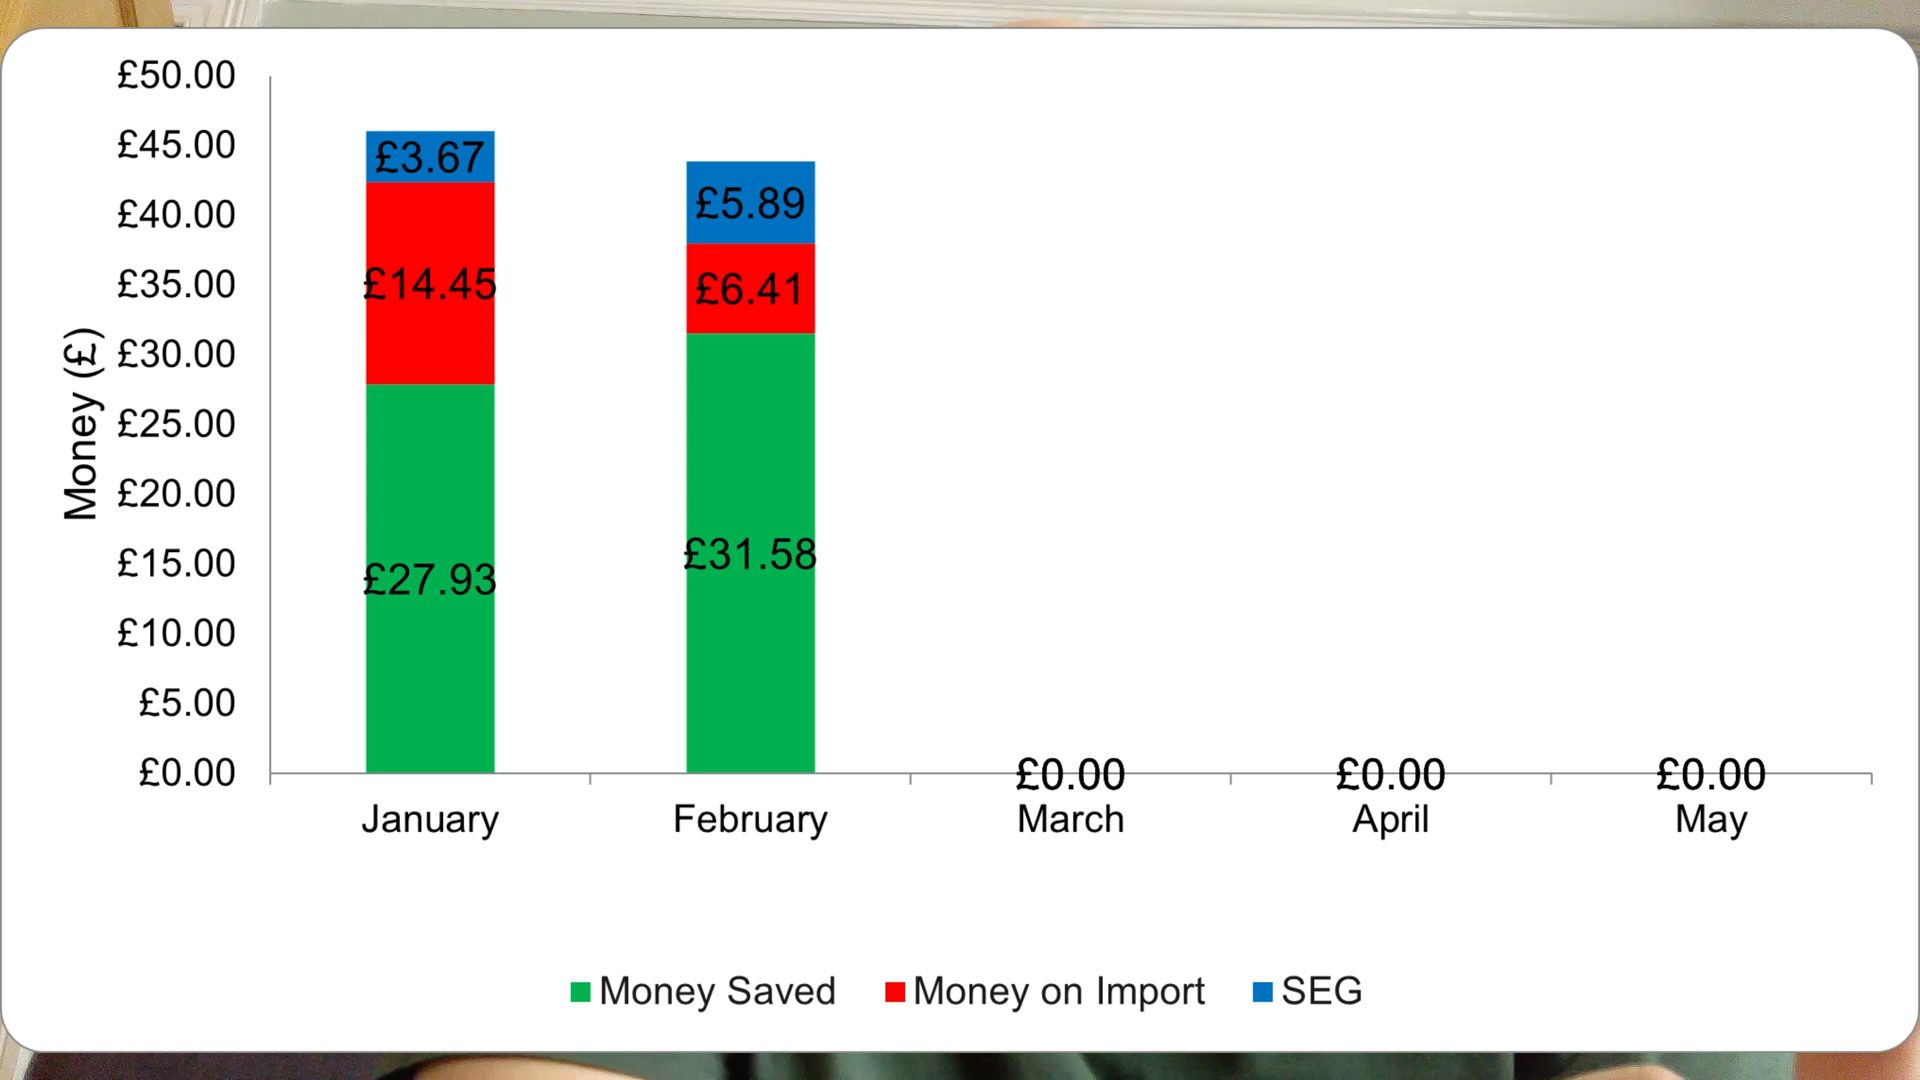 £50.00
£45.00
£40.00
£35.00
£30.00
£25.00
£20.00
£15.00
£10.00
£5.00
£0.00
Money (£)
£3.67
£14.45
£27.93
£5.89
£6.41
£31.58
£0.00
£0.00
£0.00
January
February
March
April
May
Money Saved
Money on Import
SEG